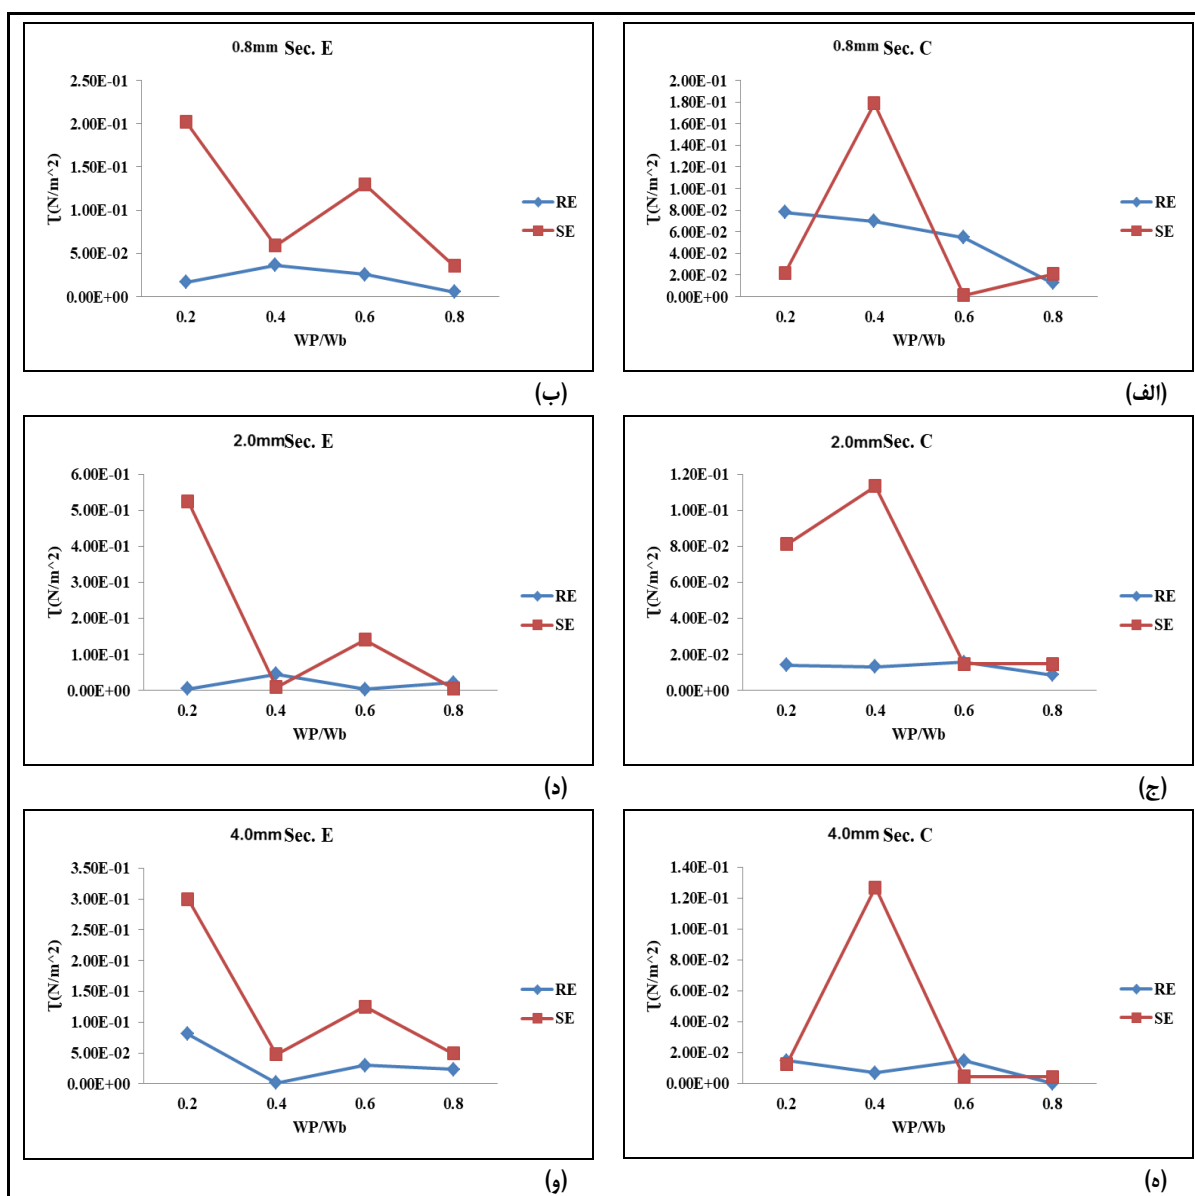 0.8mm Sec. C
2.00E-01
1.80E-01
1.60E-01
1.40E-01
1.20E-01
1.00E-01
8.00E-02
6.00E-02
4.00E-02
2.00E-02
0.00E+00
Ʈ(N/m^2)
0.2 0.4 0.6 0.8
WP/Wb
RE
SE
(الف)
0.8mm Sec. E
2.50E-01
2.00E-01
1.50E-01
1.00E-01
5.00E-02
0.00E+00
Ʈ(N/m^2)
0.2 0.4 0.6 0.8
WP/Wb
RE
SE
(ب)
2.0mm Sec. C
1.20E-01
1.00E-01
8.00E-02
6.00E-02
4.00E-02
2.00E-02
0.00E+00
Ʈ(N/m^2)
0.2 0.4 0.6 0.8
WP/Wb
RE
SE
(ج)
2.0mm Sec. E
6.00E-01
5.00E-01
4.00E-01
3.00E-01
2.00E-01
1.00E-01
0.00E+00
Ʈ(N/m^2)
0.2 0.4 0.6 0.8
WP/Wb
RE
SE
(د)
4.0mm Sec. C
1.40E-01
1.20E-01
1.00E-01
8.00E-02
6.00E-02
4.00E-02
2.00E-02
0.00E+00
Ʈ(N/m^2)
0.2 0.4 0.6 0.8
WP/Wb
RE
SE
(ه)
4.0mm Sec. E
3.50E-01
3.00E-01
2.50E-01
2.00E-01
1.50E-01
1.00E-01
5.00E-02
0.00E+00
Ʈ(N/m^2)
0.2 0.4 0.6 0.8
WP/Wb
RE
SE
(و)